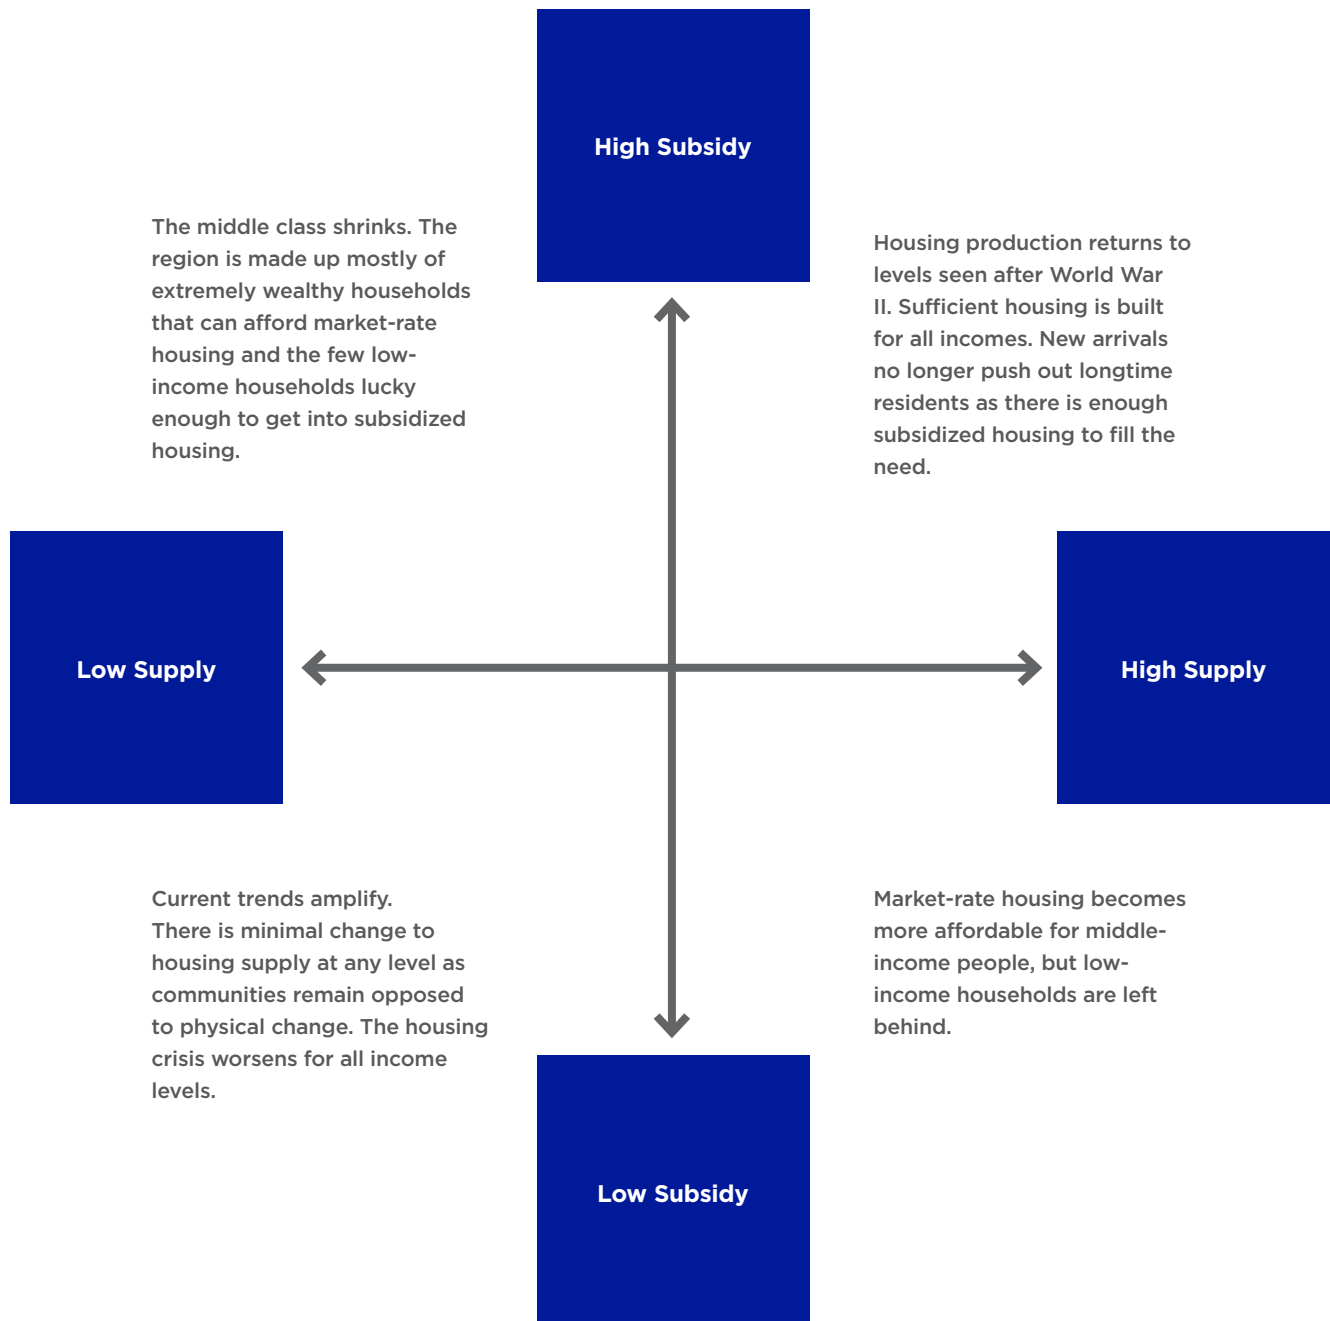 High Subsidy
The middle class shrinks. The
region is made up mostly of
extremely wealthy households
that can afford market-rate
housing and the few low-
income households lucky
enough to get into subsidized
housing.
Housing production returns to
levels seen after World War
II. Sufficient housing is built
for all incomes. New arrivals
no longer push out longtime
residents as there is enough
subsidized housing to fill the
need.
Low Supply
High Supply
Current trends amplify.
There is minimal change to
housing supply at any level as
communities remain opposed
to physical change. The housing
crisis worsens for all income
levels.
Market-rate housing becomes
more affordable for middle-
income people, but low-
income households are left
behind.
Low Subsidy